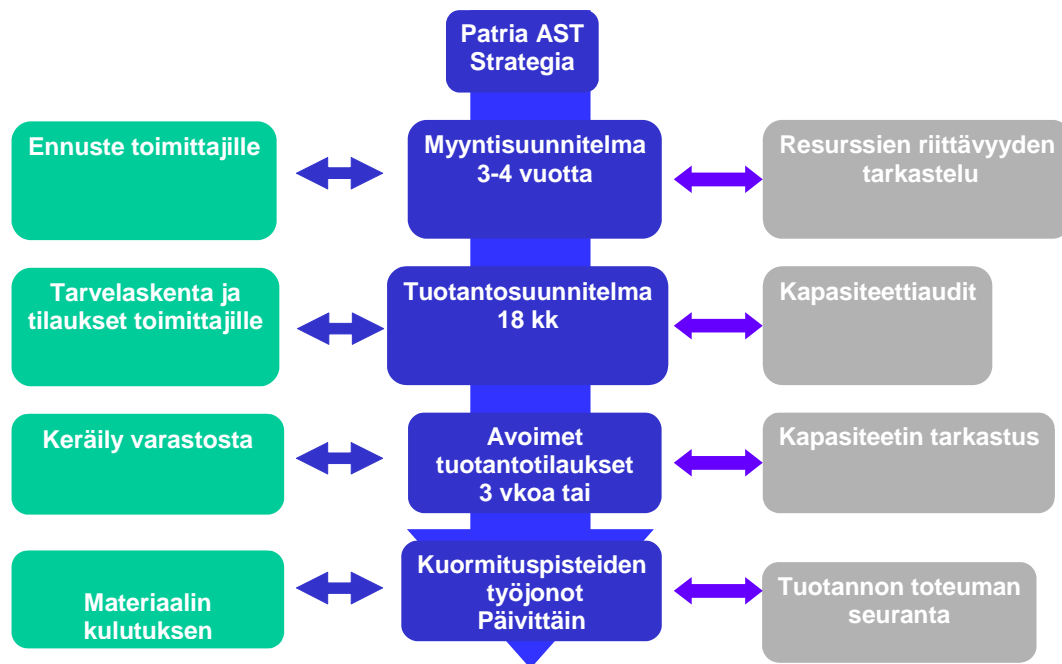 Patria AST
Strategia
Ennuste toimittajille
Myyntisuunnitelma
3-4 vuotta
Resurssien riittävyyden
tarkastelu
Tarvelaskenta ja
tilaukset toimittajille
Tuotantosuunnitelma
18 kk
Kapasiteettiaudit
Keräily varastosta
Avoimet
tuotantotilaukset
3 vkoa tai
Kapasiteetin tarkastus
Materiaalin
kulutuksen
Kuormituspisteiden
työjonot
Päivittäin
Tuotannon toteuman
seuranta